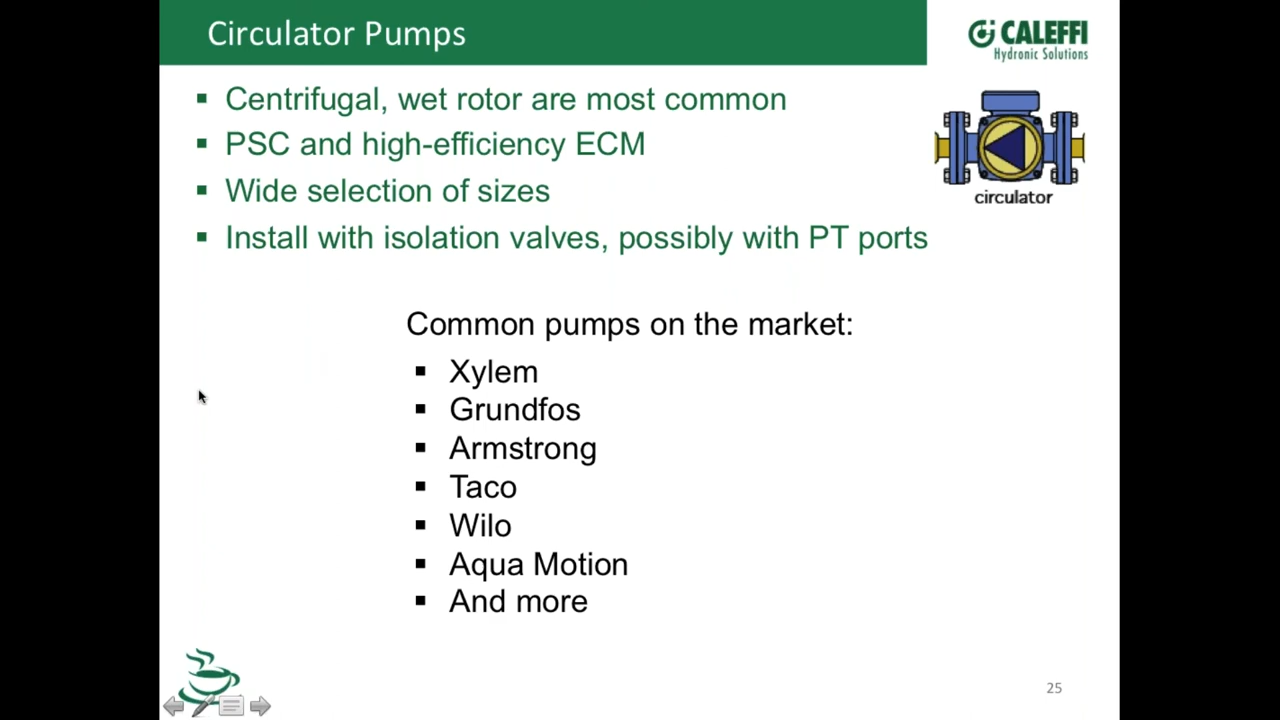 Circulator Pumps
CALEFFI
Hydronic Solutions
▪ Centrifugal, wet rotor are most common
▪ PSC and high-efficiency ECM
▪ Wide selection of sizes
▪ Install with isolation valves, possibly with PT ports
circulator
Common pumps on the market:
▪ Xylem
▪ Grundfos
▪ Armstrong
▪ Taco
▪ Wilo
▪ Aqua Motion
▪ And more
25